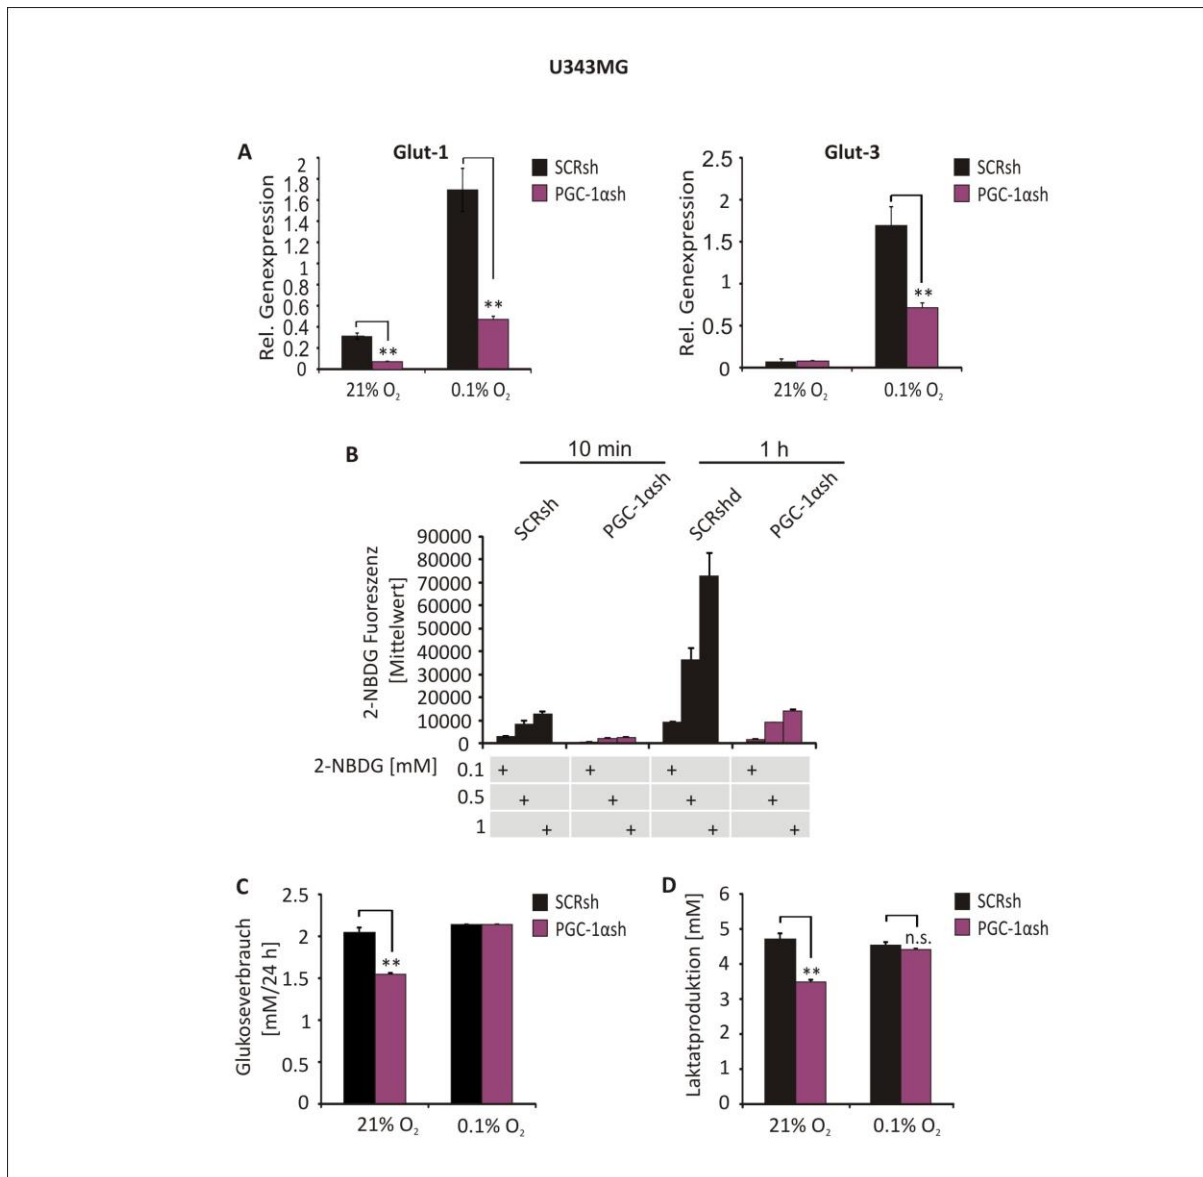 U343MG
A
Glut-1
Rel. Genexpression
2
1.8
1.6
1.4
1.2
1
0.8
0.6
0.4
0.2
0
**
**
21% O₂ 0.1% O₂
SCRsh
PGC-1αsh
Glut-3
Rel. Genexpression
2.5
2
1.5
1
0.5
0
**
21% O₂ 0.1% O₂
SCRsh
PGC-1αsh
B
10 min 1 h
SCRsh PGC-1αsh SCRshd PGC-1αsh
2-NBDG Fuoreszenz
[Mittelwert]
90000
80000
70000
60000
50000
40000
30000
20000
10000
0
2-NBDG [mM] 0.1 + + + +
0.5 + + + +
1 + + + +
C
Glukoseverbrauch
[mM/24 h]
2.5
2
1.5
1
0.5
0
**
21% O₂ 0.1% O₂
SCRsh
PGC-1αsh
D
Laktatproduktion [mM]
6
5
4
3
2
1
0
**
n.s.
21% O₂ 0.1% O₂
SCRsh
PGC-1αsh